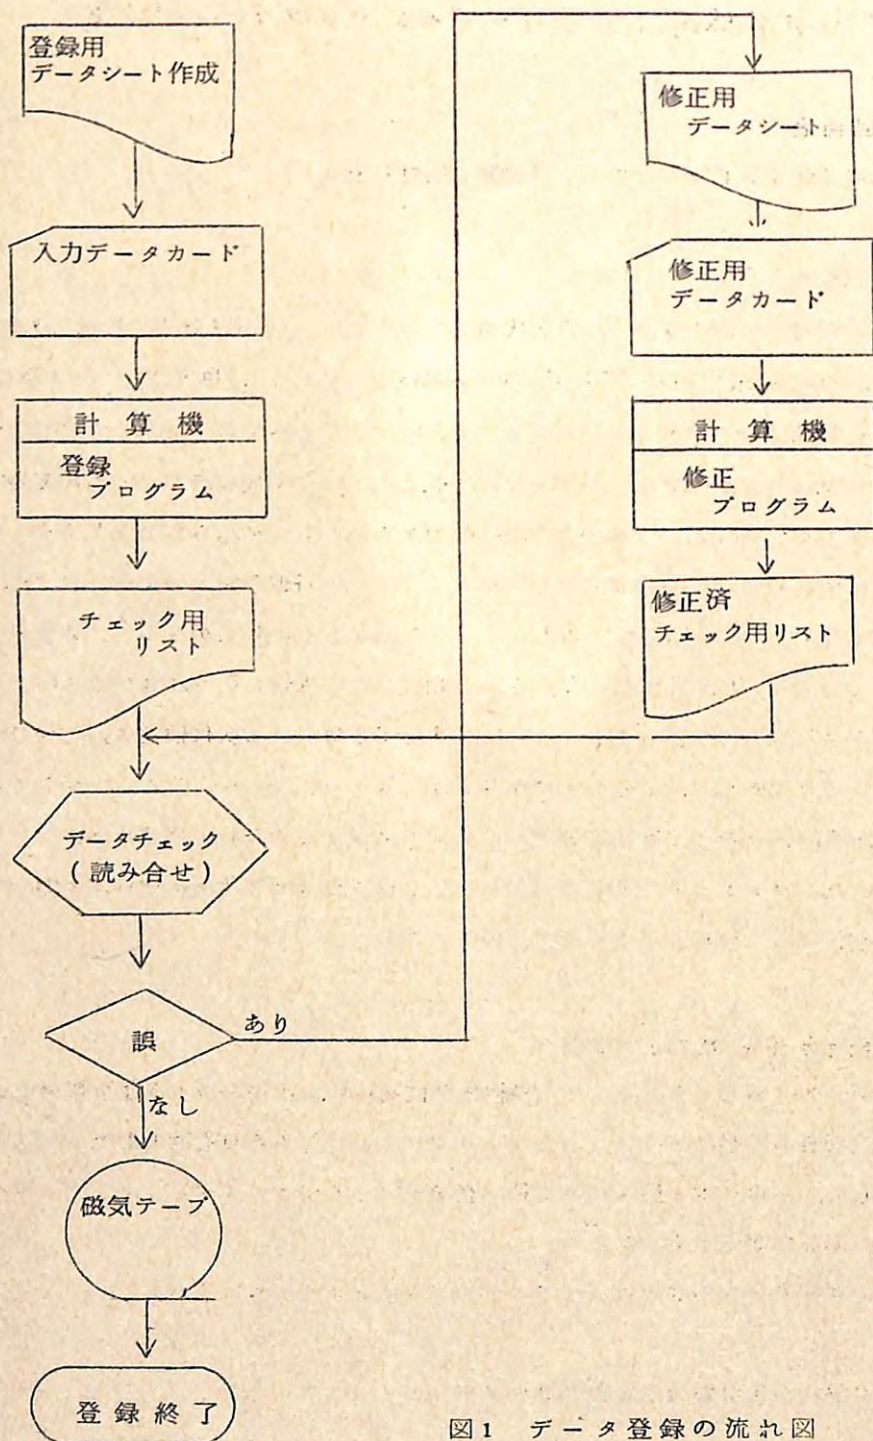 登録用
データシート作成
入力データカード
計算機
登録
プログラム
チェック用
リスト
データチェック
(読み合せ)
誤
あり
なし
磁気テープ
登録終了
修正用
データシート
修正用
データカード
計算機
修正
プログラム
修正済
チェック用リスト
図1 データ登録の流れ図